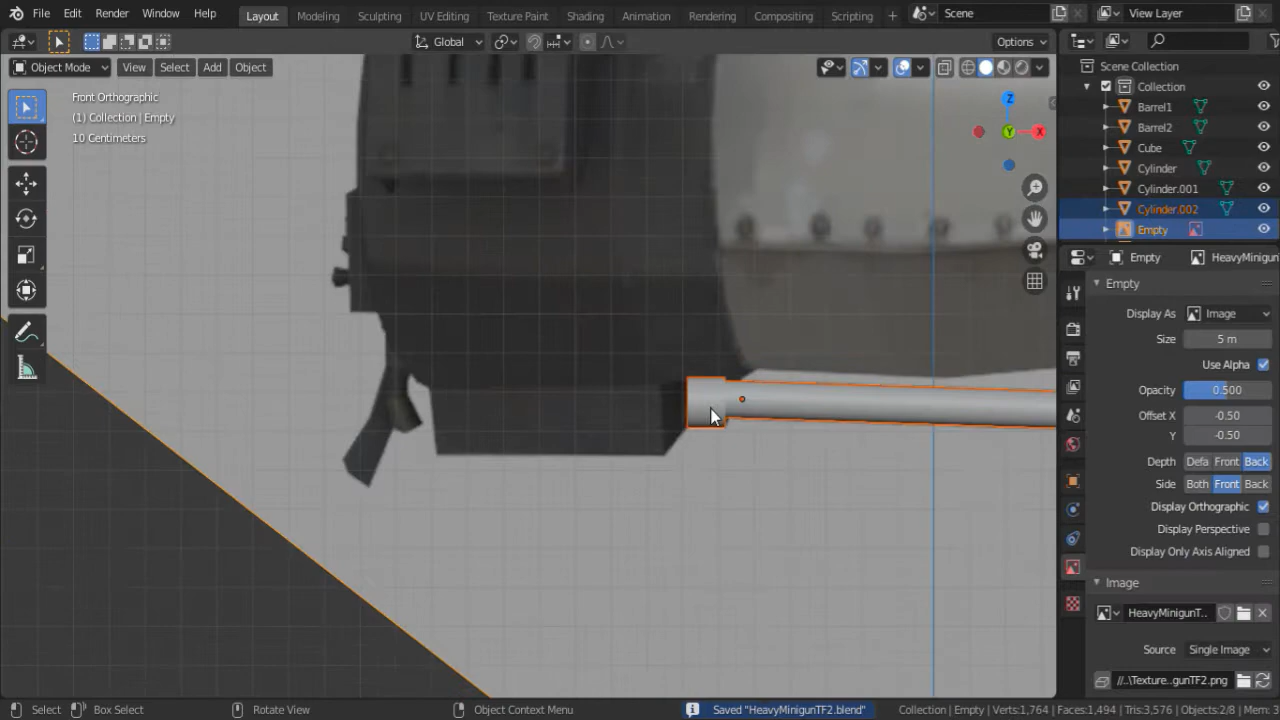 File Edit Render Window Help Layout Modeling Sculpting UV Editing Texture Paint Shading Animation Rendering Compositing Scripting + Scene View Layer
Global Options
Object Mode View Select Add Object
Front Orthographic
(1) Collection | Empty
10 Centimeters
Z
Y
X
Scene Collection
Collection
Barrel1
Barrel2
Cube
Cylinder
Cylinder.001
Cylinder.002
Empty
Empty HeavyMinigun
Empty
Display As Image
Size 5 m
Use Alpha
Opacity 0.500
Offset X -0.50
Y -0.50
Depth Defa Front Back
Side Both Front Back
Display Orthographic
Display Perspective
Display Only Axis Aligned
Image
HeavyMinigunT..
Source Single Image
//..\Texture..gunTF2.png
Select Box Select Rotate View Object Context Menu Saved "HeavyMinigunTF2.blend" Collection | Empty | Verts:1,764 | Faces:1,494 | Tris:3,576 | Objects:2/8 | Mem: 3